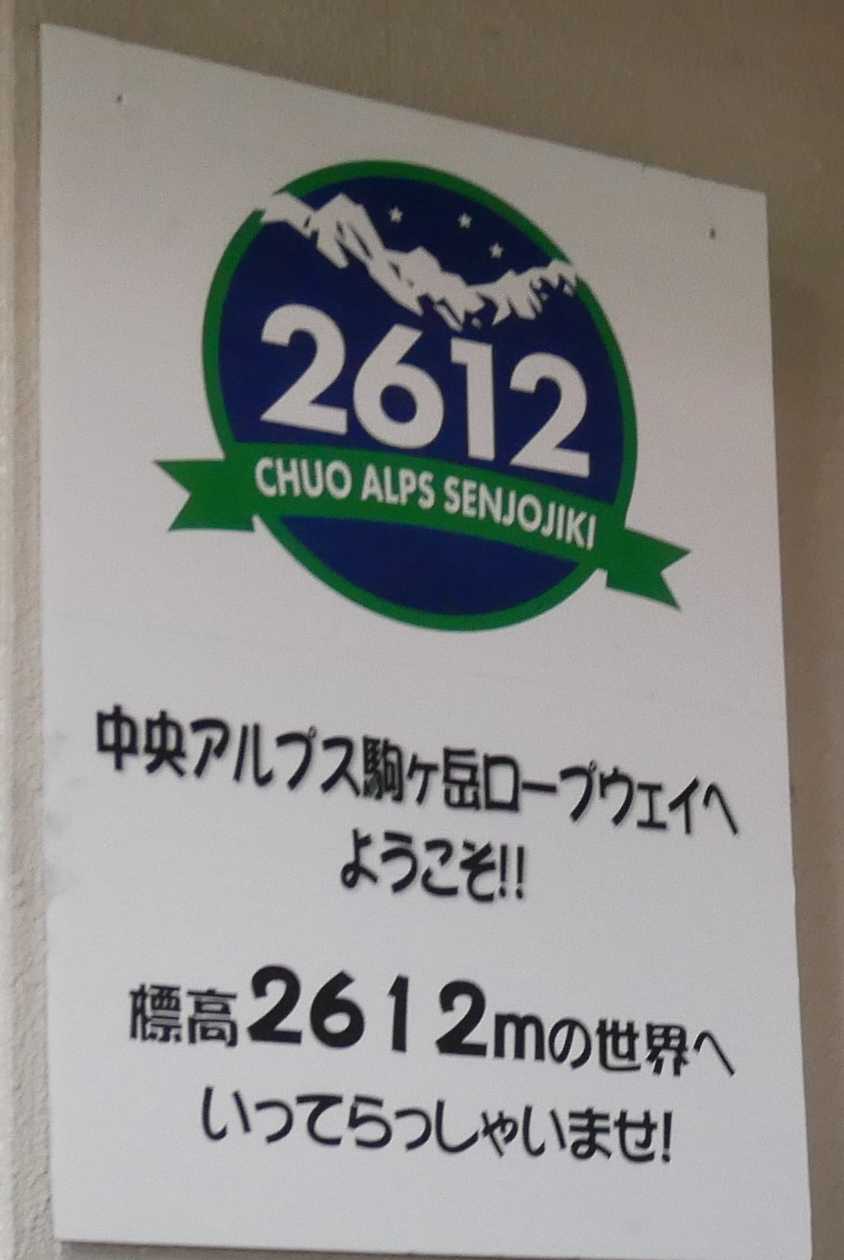 2612
CHUO ALPS SENJOJIKI
中央アルプス駒ヶ岳ロープウェイへ
ようこそ!!
標高2612mの世界へ
いってらっしゃいませ!